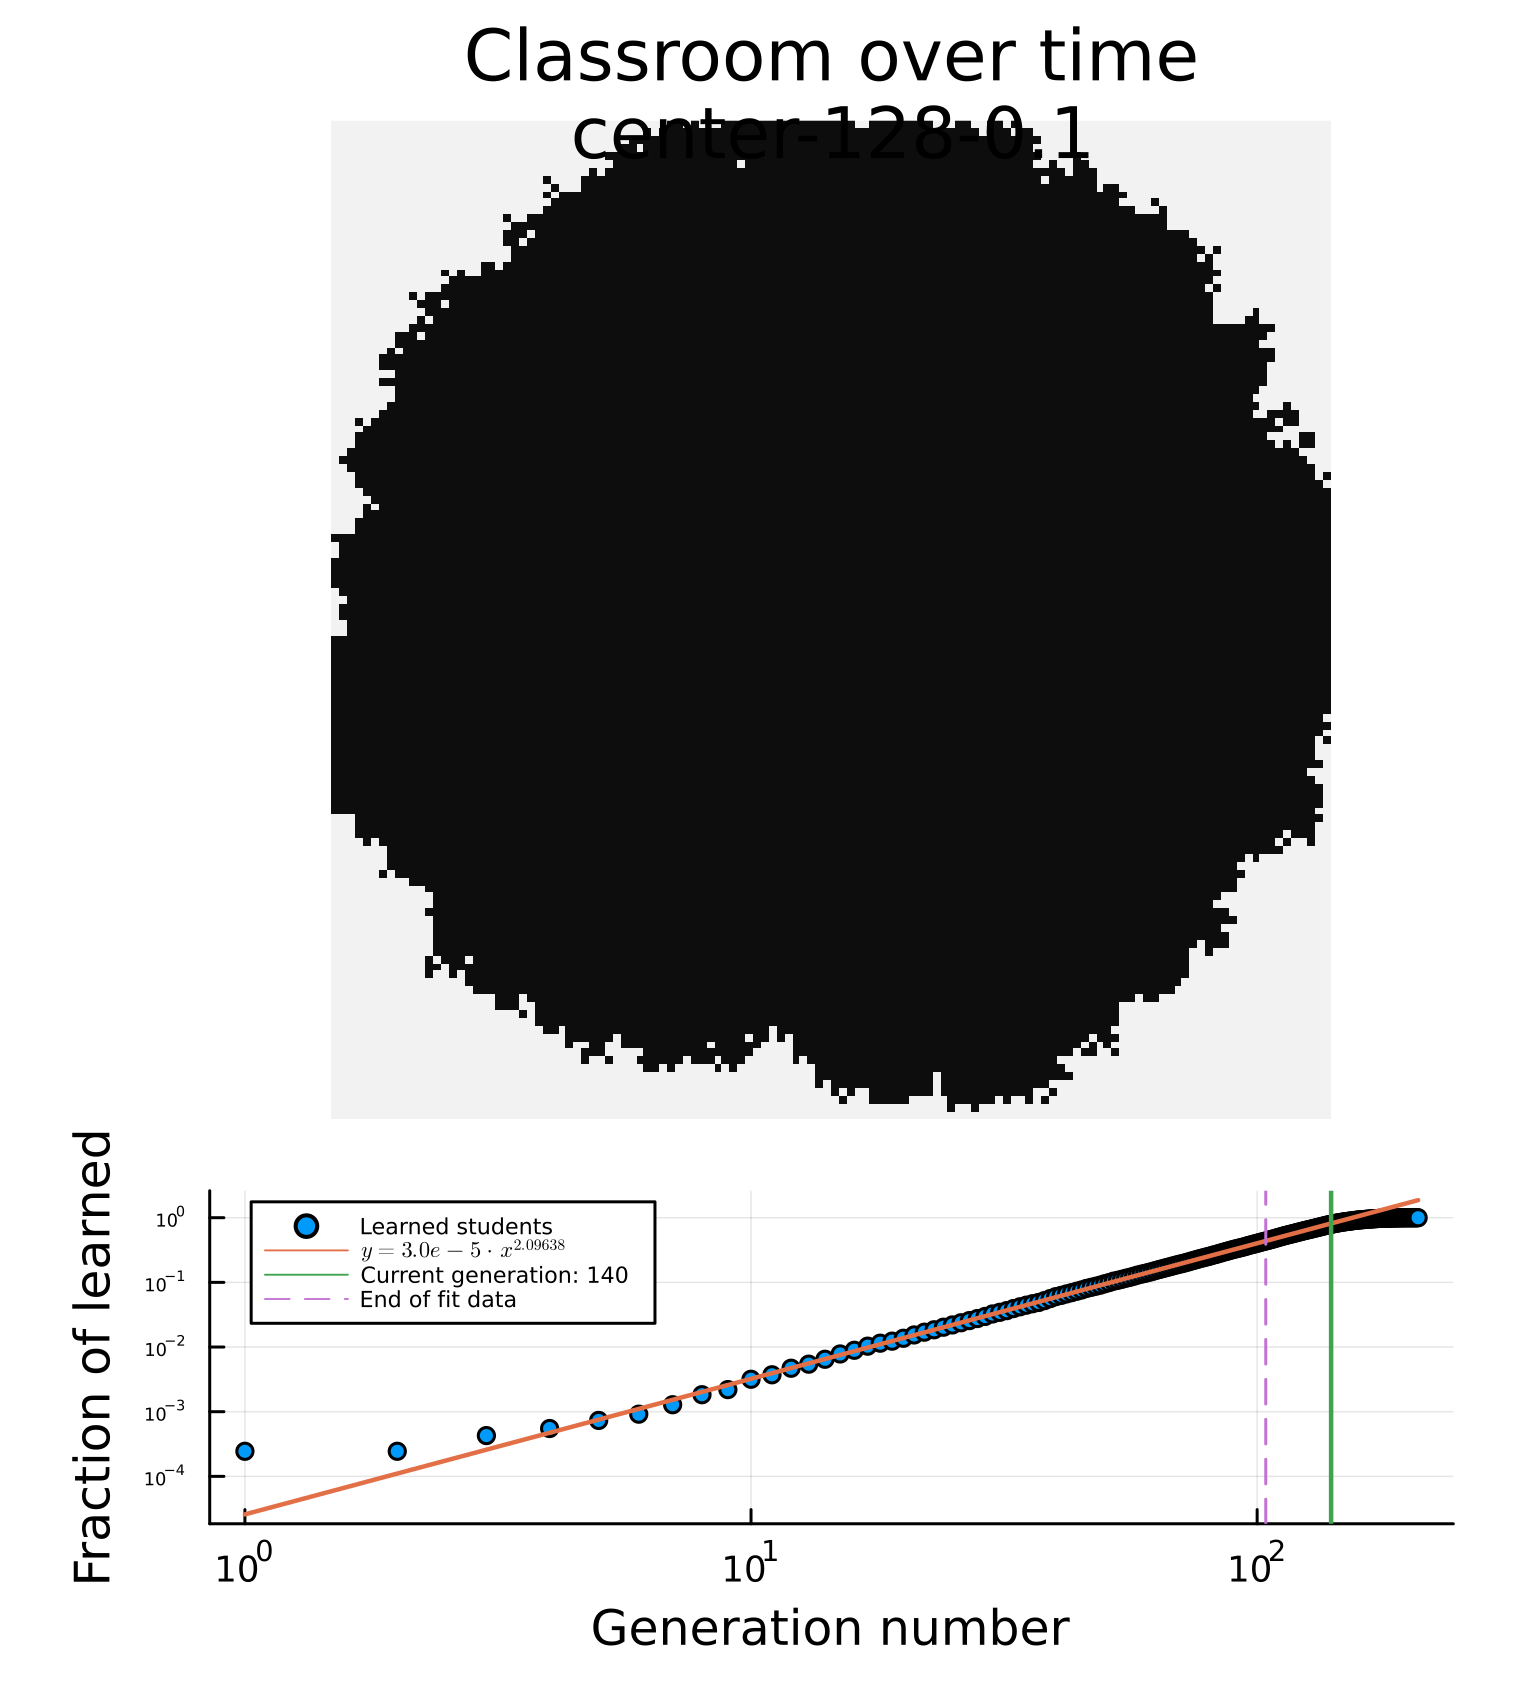 Classroom over time
center-128-0.1
Fraction of learned
10^0
10^-1
10^-2
10^-3
10^-4
Learned students
y = 3.0e − 5 · x^2.09638
Current generation: 140
End of fit data
10^0 10^1 10^2
Generation number